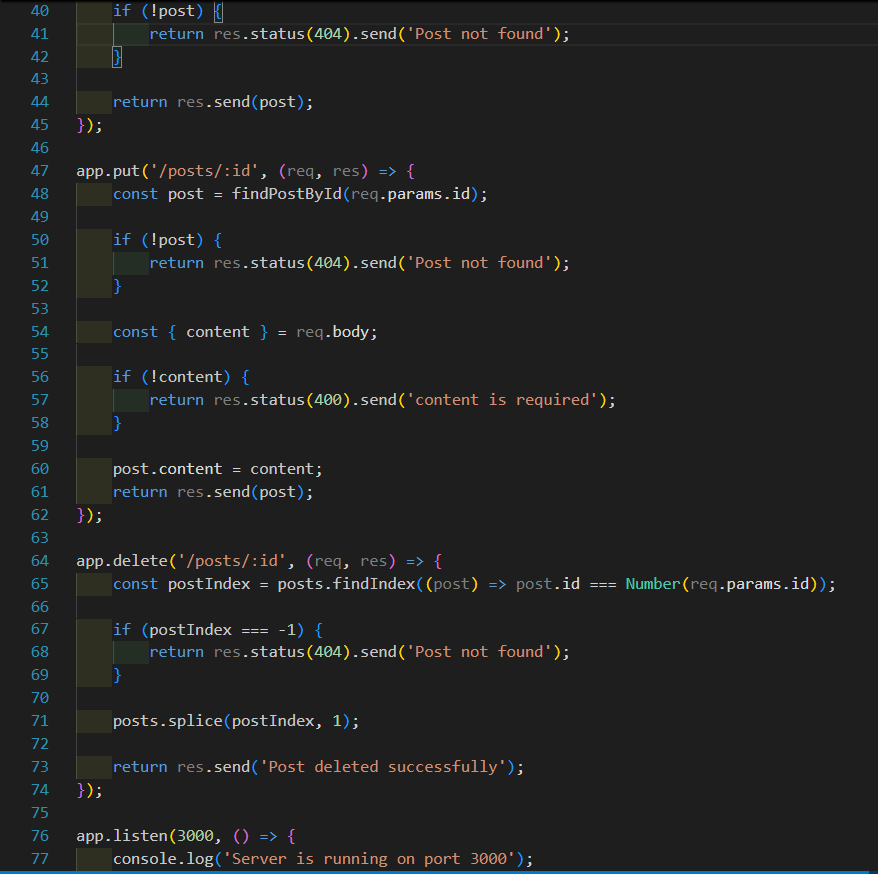 40 if (!post) {
41 return res.status(404).send('Post not found');
42 }
43
44 return res.send(post);
45 });
46
47 app.put('/posts/:id', (req, res) => {
48 const post = findPostById(req.params.id);
49
50 if (!post) {
51 return res.status(404).send('Post not found');
52 }
53
54 const { content } = req.body;
55
56 if (!content) {
57 return res.status(400).send('content is required');
58 }
59
60 post.content = content;
61 return res.send(post);
62 });
63
64 app.delete('/posts/:id', (req, res) => {
65 const postIndex = posts.findIndex((post) => post.id === Number(req.params.id));
66
67 if (postIndex === -1) {
68 return res.status(404).send('Post not found');
69 }
70
71 posts.splice(postIndex, 1);
72
73 return res.send('Post deleted successfully');
74 });
75
76 app.listen(3000, () => {
77 console.log('Server is running on port 3000');